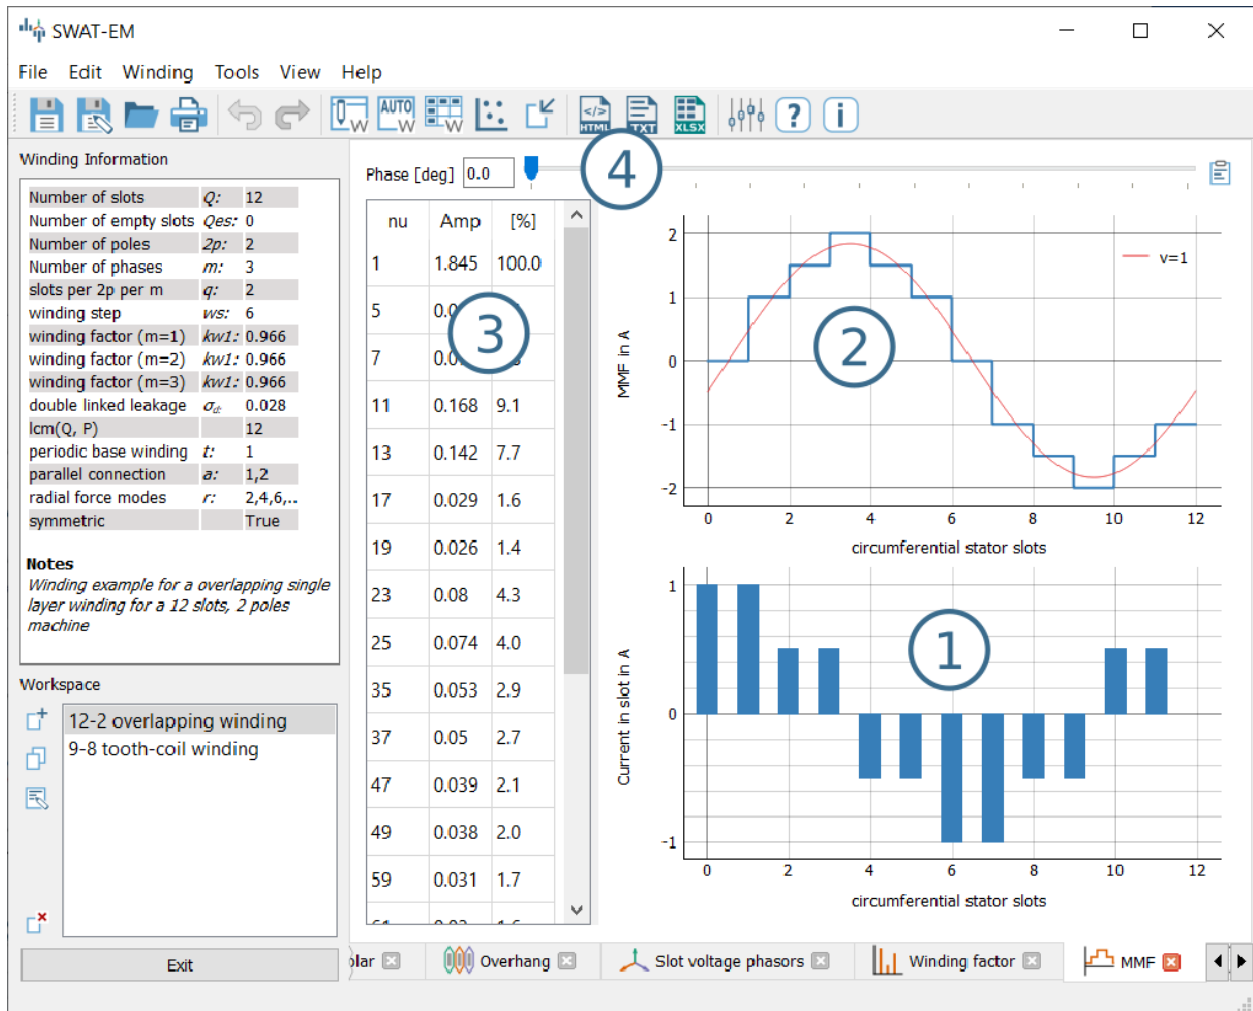 SWAT-EM
File Edit Winding Tools View Help
W AUTO W W </> HTML TXT XLSX ? i
Winding Information
Number of slots Q: 12
Number of empty slots Qes: 0
Number of poles 2p: 2
Number of phases m: 3
slots per 2p per m q: 2
winding step ws: 6
winding factor (m=1) kw1: 0.966
winding factor (m=2) kw1: 0.966
winding factor (m=3) kw1: 0.966
double linked leakage σd: 0.028
lcm(Q, P) 12
periodic base winding t: 1
parallel connection a: 1,2
radial force modes r: 2,4,6,..
symmetric True
Notes
Winding example for a overlapping single
layer winding for a 12 slots, 2 poles
machine
Workspace
12-2 overlapping winding
9-8 tooth-coil winding
Exit
Phase [deg] 0.0
4
nu Amp [%]
1 1.845 100.0
5
7
11 0.168 9.1
13 0.142 7.7
17 0.029 1.6
19 0.026 1.4
23 0.08 4.3
25 0.074 4.0
35 0.053 2.9
37 0.05 2.7
47 0.039 2.1
49 0.038 2.0
59 0.031 1.7
3
MMF in A
2
1
0
-1
-2
v=1
2
0 2 4 6 8 10 12
circumferential stator slots
Current in slot in A
1
0
-1
1
0 2 4 6 8 10 12
circumferential stator slots
olar Overhang Slot voltage phasors Winding factor MMF